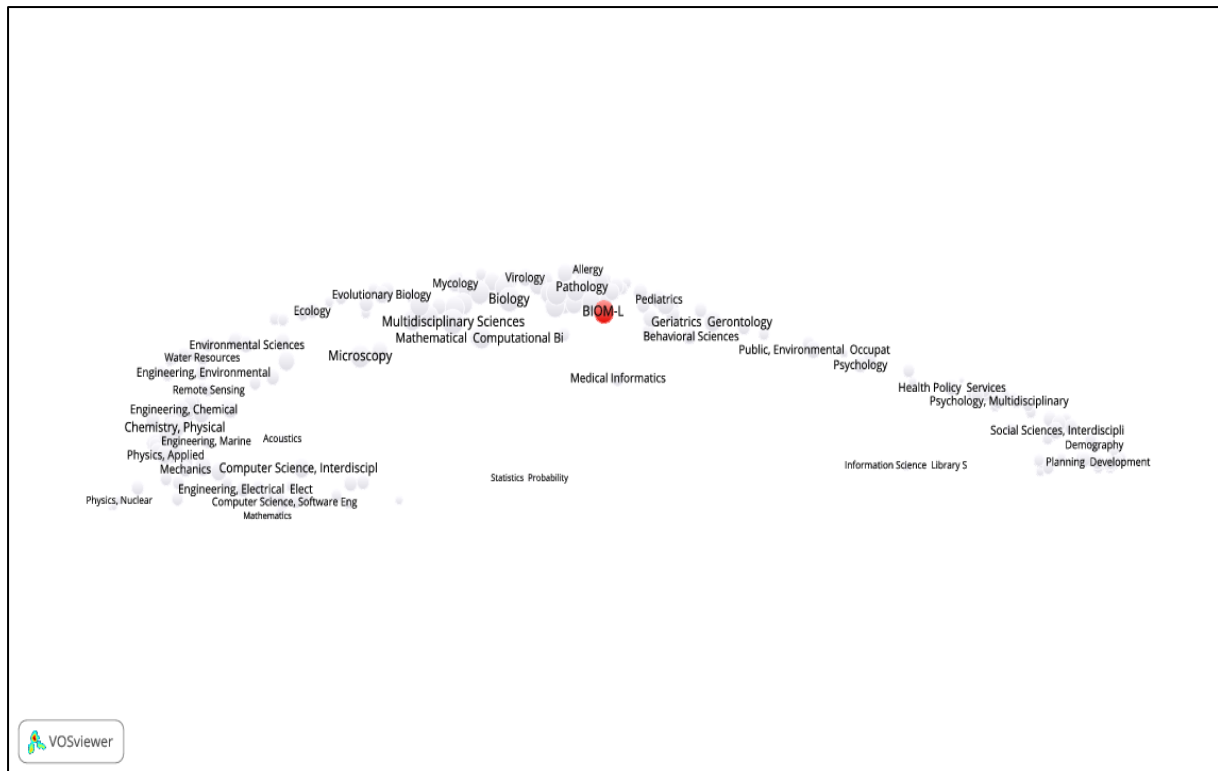 Allergy
Virology
Mycology
Pathology
Evolutionary Biology
Biology
Pediatrics
Ecology
BIOM-L
Multidisciplinary Sciences
Geriatrics Gerontology
Mathematical Computational Bi
Behavioral Sciences
Environmental Sciences
Public, Environmental Occupat
Water Resources
Microscopy
Psychology
Engineering, Environmental
Medical Informatics
Remote Sensing
Health Policy Services
Psychology, Multidisciplinary
Engineering, Chemical
Chemistry, Physical
Social Sciences, Interdiscipli
Engineering, Marine
Acoustics
Demography
Physics, Applied
Mechanics
Computer Science, Interdiscipl
Information Science Library S
Planning Development
Statistics Probability
Engineering, Electrical Elect
Physics, Nuclear
Computer Science, Software Eng
Mathematics
VOSviewer